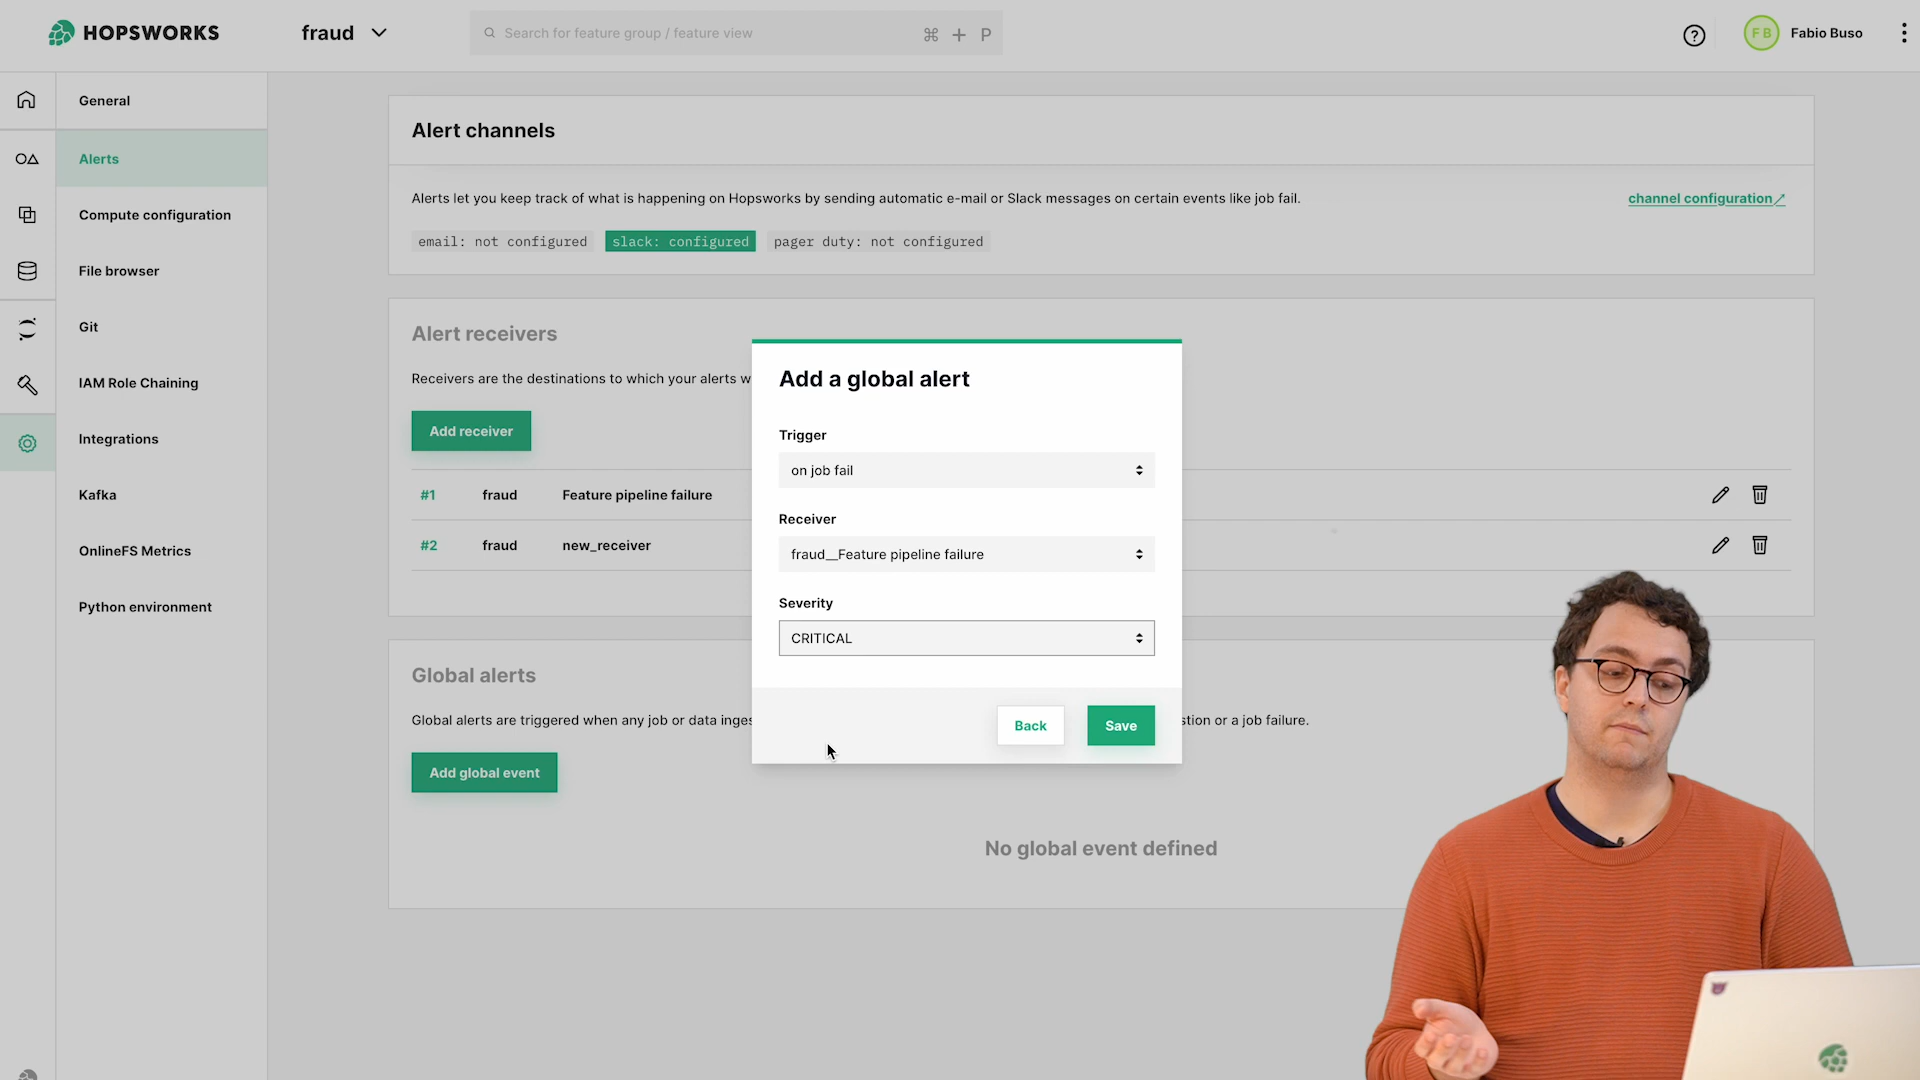 HOPSWORKS
fraud
Search for feature group / feature view
⌘ + P
?
FB
Fabio Buso
General
Alerts
Compute configuration
File browser
Git
IAM Role Chaining
Integrations
Kafka
OnlineFS Metrics
Python environment
Alert channels
Alerts let you keep track of what is happening on Hopsworks by sending automatic e-mail or Slack messages on certain events like job fail.
channel configuration↗
email: not configured
slack: configured
pager duty: not configured
Alert receivers
Receivers are the destinations to which your alerts w
Add receiver
#1 fraud Feature pipeline failure
#2 fraud new_receiver
Global alerts
Global alerts are triggered when any job or data inges
stion or a job failure.
Add global event
No global event defined
Add a global alert
Trigger
on job fail
Receiver
fraud__Feature pipeline failure
Severity
CRITICAL
Back
Save